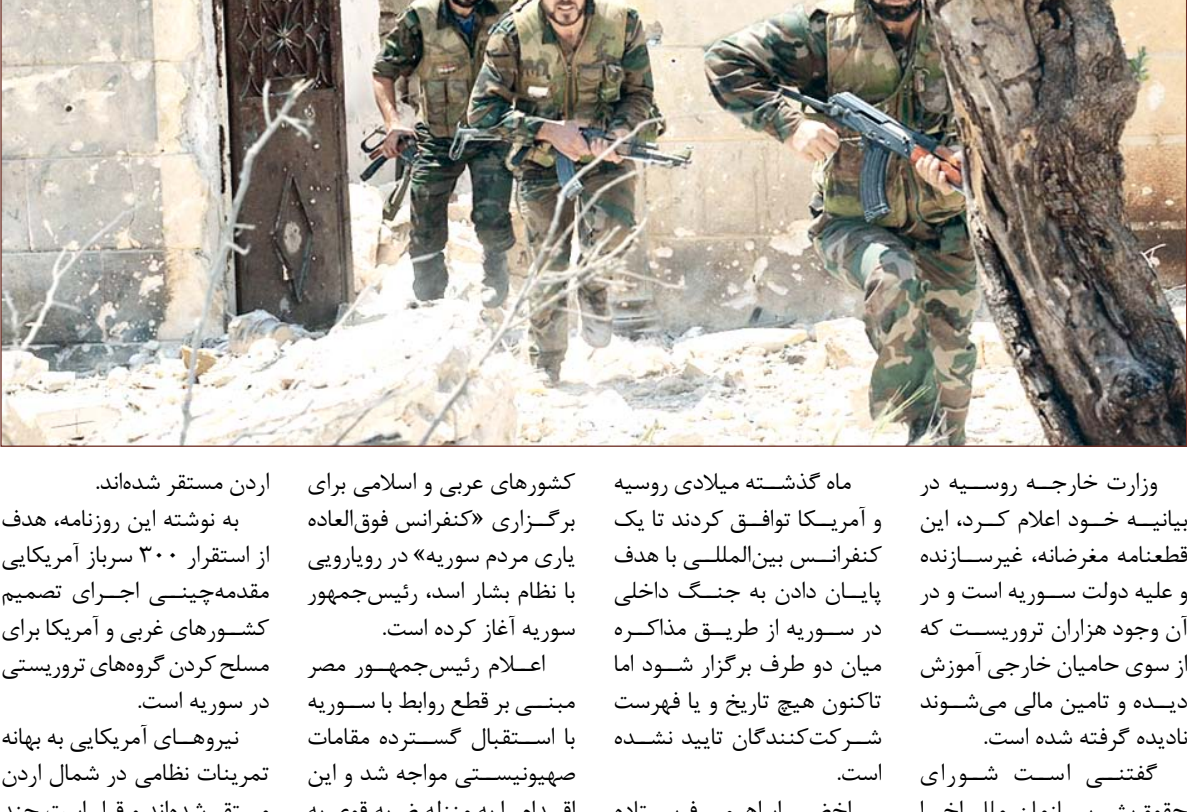 وزارت خارجه روسیه در
بیانیه خود اعلام کرد، این
قطعنامه مغرضانه، غیرسازنده
و علیه دولت سوریه است و در
آن وجود هزاران تروریست که
از سوی حامیان خارجی آموزش
دیده و تامین مالی می‌شوند
نادیده گرفته شده است.
گفتنی است شورای
ماه گذشته میلادی روسیه
و آمریکا توافق کردند تا یک
کنفرانس بین‌المللی با هدف
پایان دادن به جنگ داخلی
در سوریه از طریق مذاکره
میان دو طرف برگزار شود اما
تاکنون هیچ تاریخ و یا فهرست
شرکت‌کنندگان تایید نشده
است.
کشورهای عربی و اسلامی برای
برگزاری «کنفرانس فوق‌العاده
یاری مردم سوریه» در رویارویی
با نظام بشار اسد، رئیس‌جمهور
سوریه آغاز کرده است.
اعلام رئیس‌جمهور مصر
مبنی بر قطع روابط با سوریه
با استقبال گسترده مقامات
صهیونیستی مواجه شد و این
اردن مستقر شده‌اند.
به نوشته این روزنامه، هدف
از استقرار ۳۰۰ سرباز آمریکایی
مقدمه‌چینی اجرای تصمیم
کشورهای غربی و آمریکا برای
مسلح کردن گروه‌های تروریستی
در سوریه است.
نیروهای آمریکایی به بهانه
تمرینات نظامی در شمال اردن